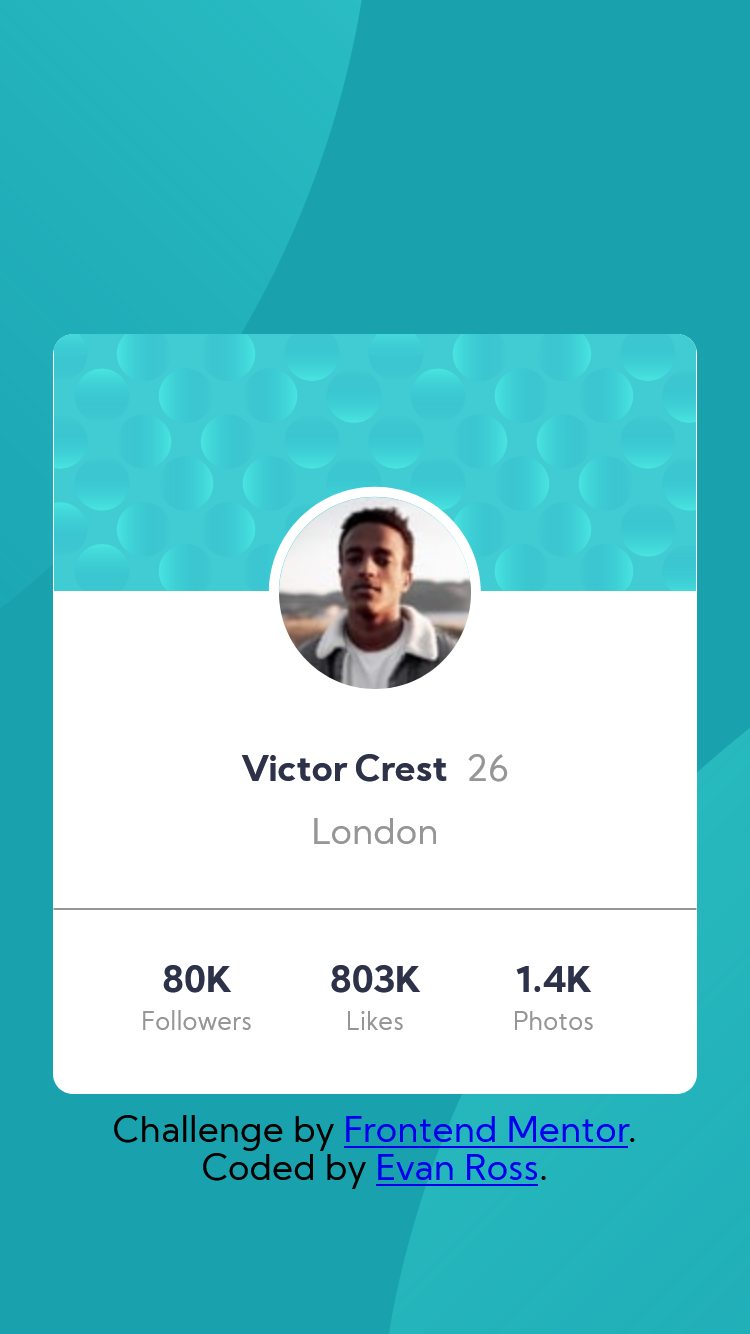 Victor Crest 26
London
80K 803K 1.4K
Followers Likes Photos
Challenge by Frontend Mentor.
Coded by Evan Ross.